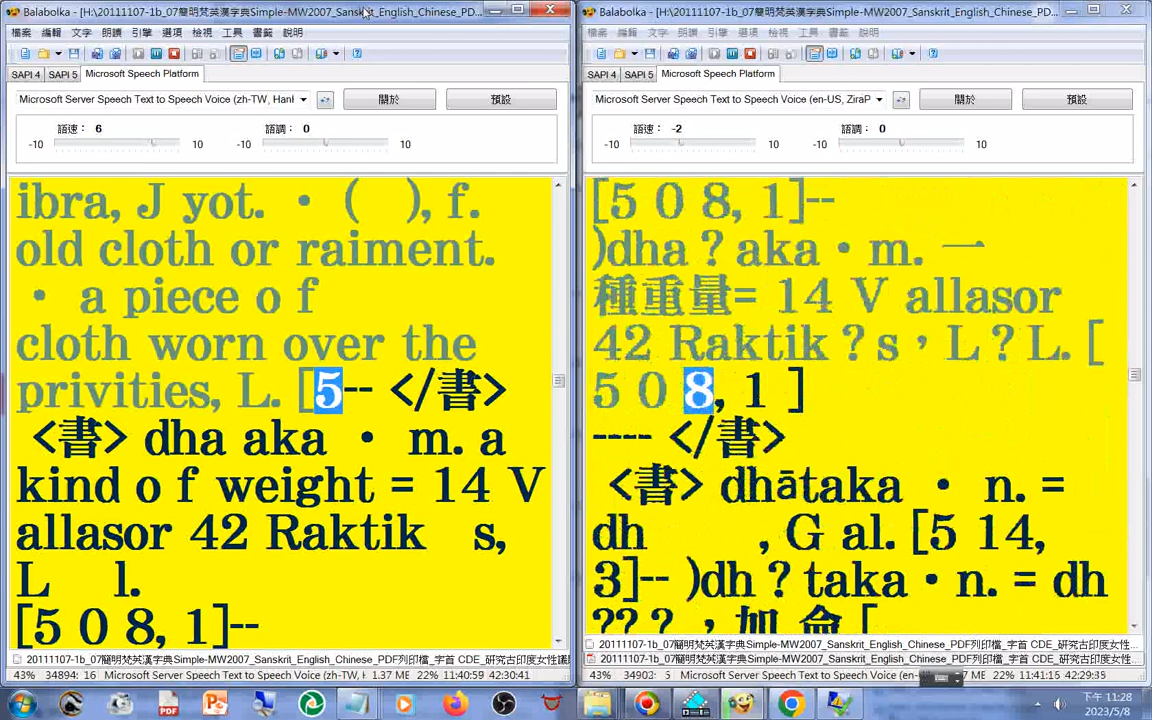 Balabolka - [H:\20111107-1b_07簡明梵英漢字典Simple-MW2007_Sanskrit_English_Chinese_PD...
檔案 編輯 文字 朗讀 引擎 選項 檢視 工具 書籤 說明
SAPI 4 SAPI 5 Microsoft Speech Platform
Microsoft Server Speech Text to Speech Voice (zh-TW, HanH
關於 預設
語速： 6 語調： 0
-10 10 -10 10
ibra, J yot. • ( ), f.
old cloth or raiment.
• a piece o f
cloth worn over the
privities, L. [5-- </書>
<書> dha aka • m. a
kind o f weight = 14 V
allasor 42 Raktik s,
L l.
[5 0 8, 1]--
20111107-1b_07簡明梵英漢字典Simple-MW2007_Sanskrit_English_Chinese_PDF列印檔_字首 CDE_研究古印度女性議
43% 34894: 16 Microsoft Server Speech Text to Speech Voice (zh-TW, H 1.37 MB 22% 11:40:59 42:30:41
Balabolka - [H:\20111107-1b_07簡明梵英漢字典Simple-MW2007_Sanskrit_English_Chinese_PD...
檔案 編輯 文字 朗讀 引擎 選項 檢視 工具 書籤 說明
SAPI 4 SAPI 5 Microsoft Speech Platform
Microsoft Server Speech Text to Speech Voice (en-US, ZiraP
關於 預設
語速： -2 語調： 0
-10 10 -10 10
[5 0 8, 1]--
)dha ? aka • m. 一
種重量= 14 V allasor
42 Raktik ? s，L ? L. [
5 0 8, 1 ]
---- </書>
<書> dhātaka • n. =
dh , G al. [5 14,
3]-- )dh ? taka • n. = dh
?? ?，加侖 [
20111107-1b_07簡明梵英漢字典Simple-MW2007_Sanskrit_English_Chinese_PDF列印檔_字首 CDE_研究古印度女性
20111107-1b_07簡明梵英漢字典Simple-MW2007_Sanskrit_English_Chinese_PDF列印檔_字首 CDE_研究古印度女性
43% 34902: 5 Microsoft Server Speech Text to Speech Voice (en-U 22% 11:41:15 42:29:35
下午 11:28
2023/5/8